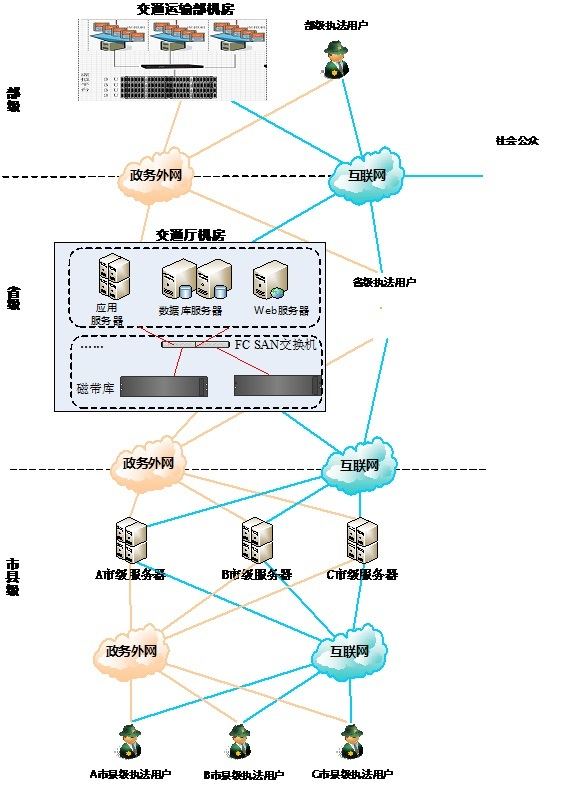 交通运输部机房
部级执法用户
部级
社会公众
政务外网
互联网
交通厅机房
省级
应用
服务器
数据库服务器
Web服务器
省级执法用户
……
FC SAN交换机
磁带库
政务外网
互联网
市县级
A市级服务器
B市级服务器
C市级服务器
政务外网
互联网
A市县级执法用户
B市县级执法用户
C市县级执法用户